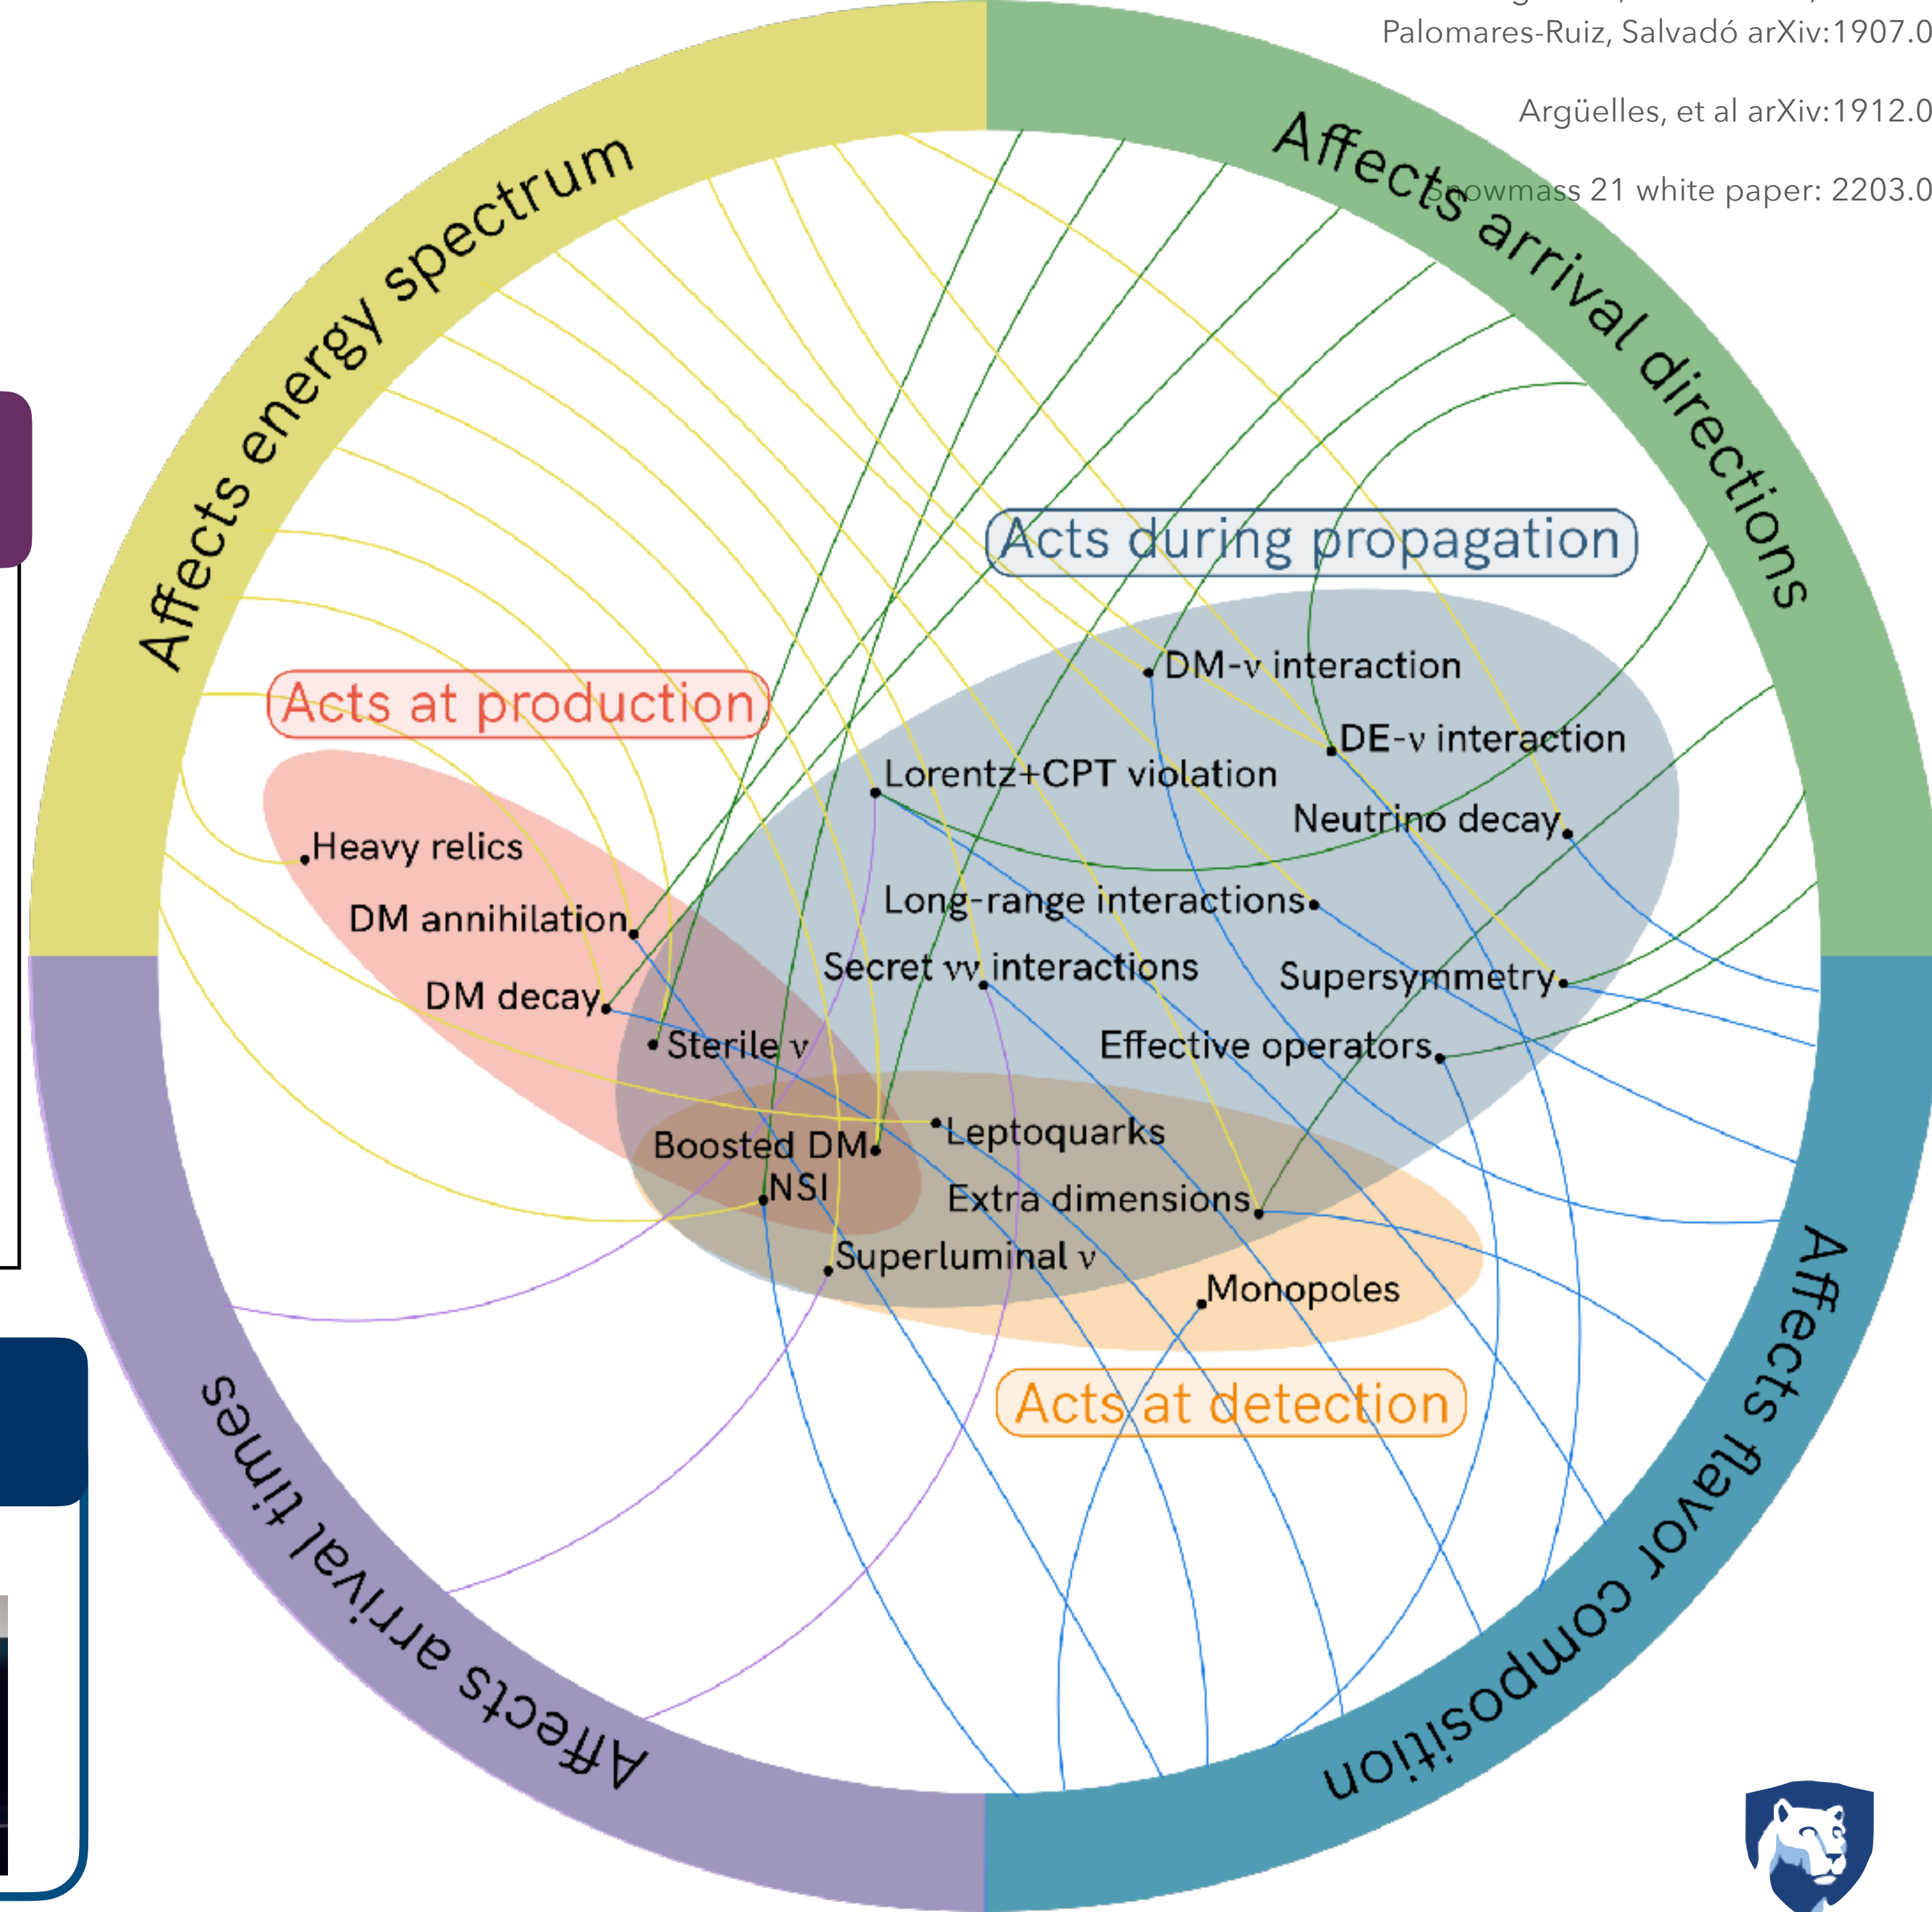 Palomares-Ruiz, Salvadó arXiv:1907.0
Argüelles, et al arXiv:1912.0
Snowmass 21 white paper: 2203.0
Affects energy spectrum
Affects arrival directions
Acts during propagation
DM-ν interaction
Acts at production
DE-ν interaction
Lorentz+CPT violation
Neutrino decay
Heavy relics
Long-range interactions
DM annihilation
Secret νν interactions
Supersymmetry
DM decay
Sterile ν
Effective operators
Leptoquarks
Boosted DM
NSI
Extra dimensions
Superluminal ν
Monopoles
Acts at detection
Affects arrival times
Affects flavor composition